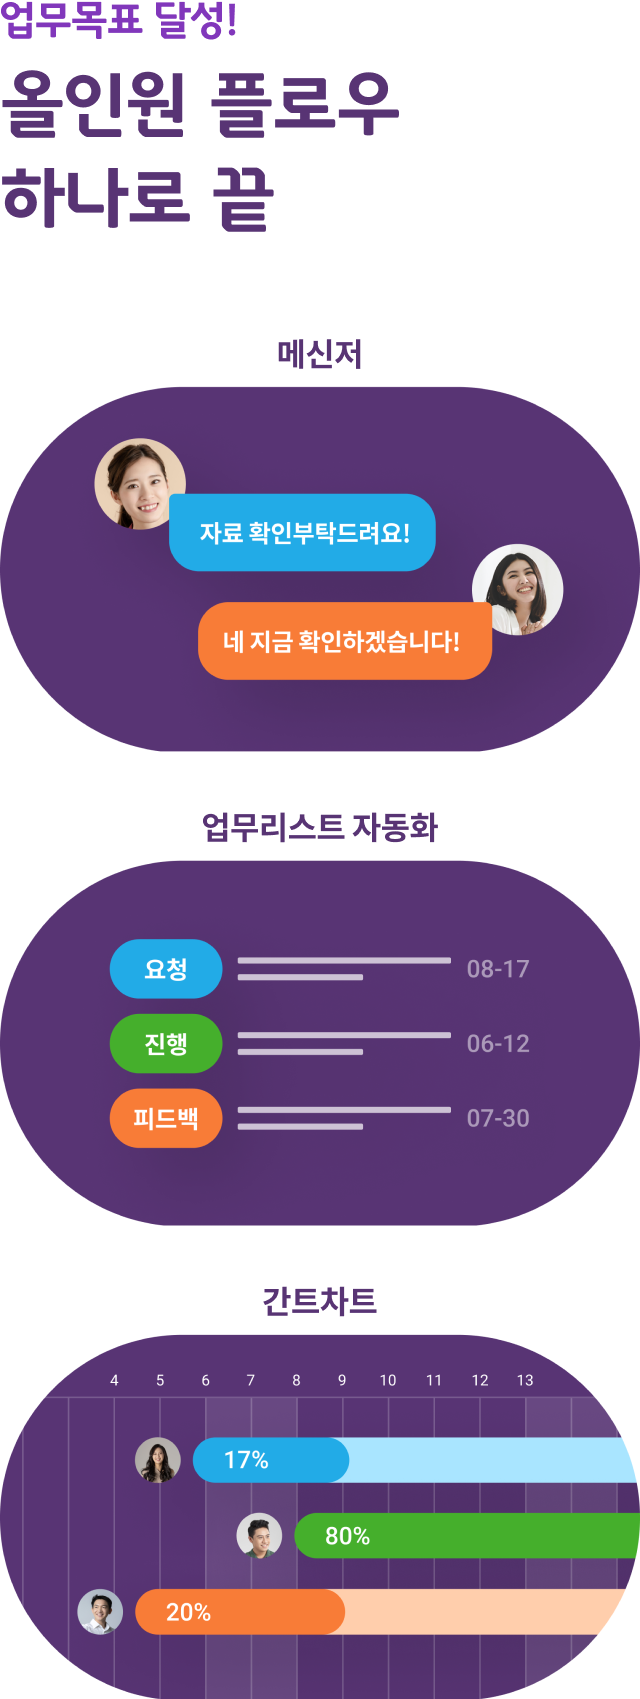 업무목표 달성!
올인원 플로우
하나로 끝
메신저
자료 확인부탁드려요!
네 지금 확인하겠습니다!
업무리스트 자동화
요청 08-17
진행 06-12
피드백 07-30
간트차트
4 5 6 7 8 9 10 11 12 13
17%
80%
20%